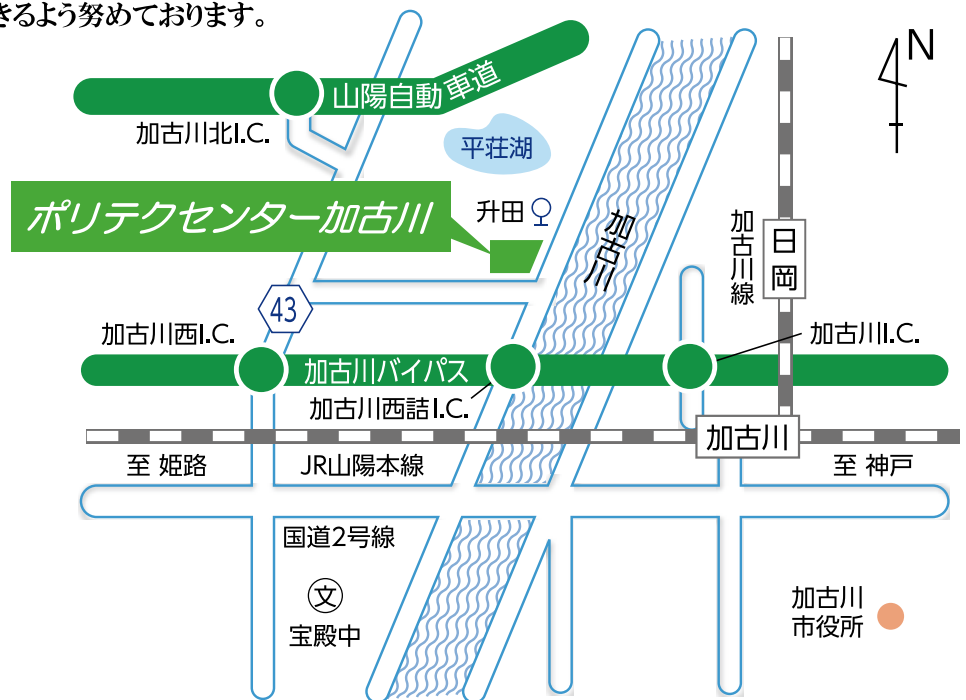 きるよう努めております。
N
山陽自動車道
加古川北I.C.
平荘湖
ポリテクセンター加古川
升田
加古川
加古川線
日岡
43
加古川西I.C.
加古川バイパス
加古川I.C.
加古川西詰I.C.
加古川
至 姫路
JR山陽本線
至 神戸
国道2号線
文
宝殿中
加古川
市役所